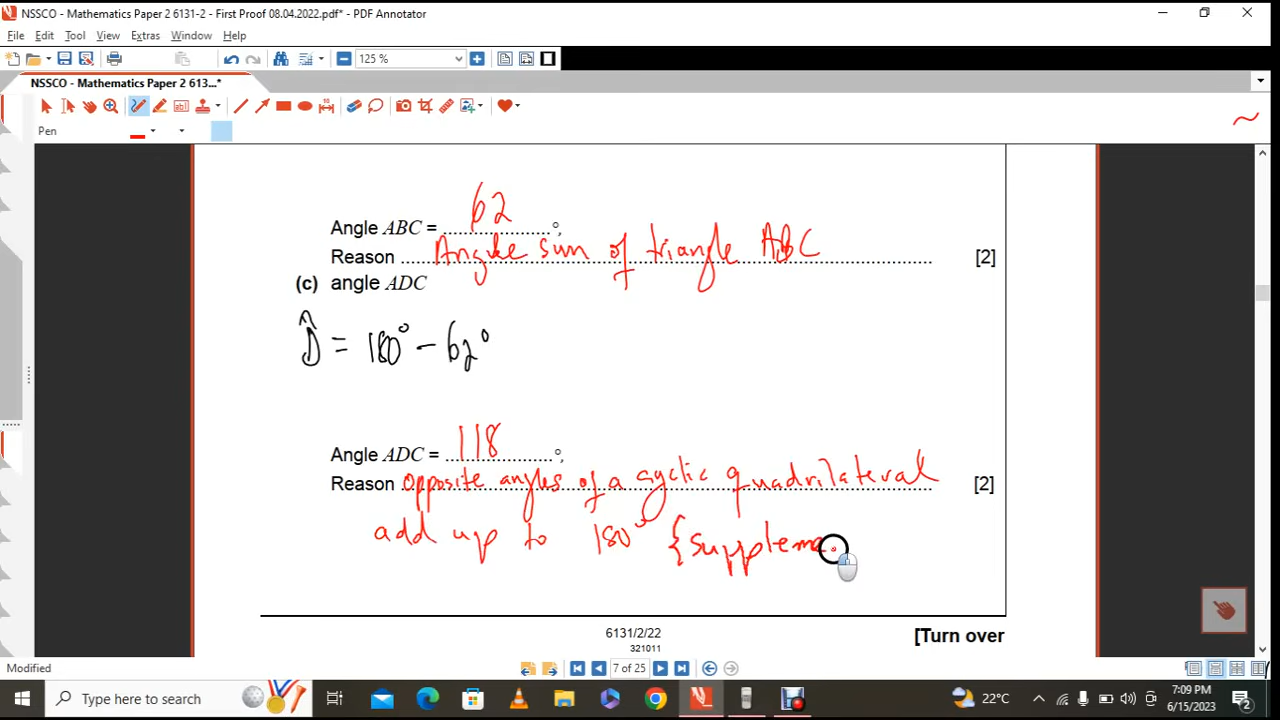 NSSCO - Mathematics Paper 2 6131-2 - First Proof 08.04.2022.pdf* - PDF Annotator
File Edit Tool View Extras Window Help
125 %
NSSCO - Mathematics Paper 2 613...*
Pen
62
Angle ABC = ....................°,
Reason Angle sum of triangle ABC [2]
(c) angle ADC
D̂ = 180° - 62°
118
Angle ADC = ....................°,
Reason opposite angles of a cyclic quadrilateral [2]
add up to 180° {suppleme
6131/2/22
321011
[Turn over
Modified
7 of 25
Type here to search
22°C
7:09 PM
6/15/2023
2